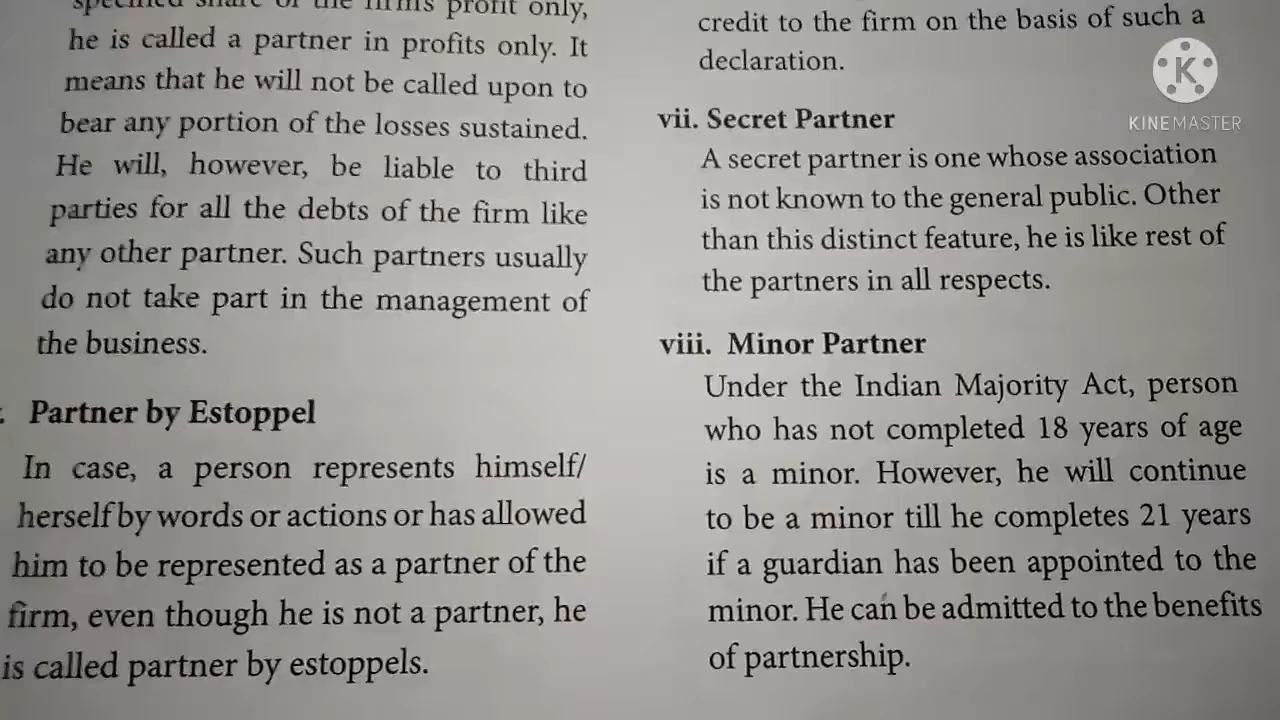 specified share of the firms profit only,
he is called a partner in profits only. It
means that he will not be called upon to
bear any portion of the losses sustained.
He will, however, be liable to third
parties for all the debts of the firm like
any other partner. Such partners usually
do not take part in the management of
the business.
Partner by Estoppel
In case, a person represents himself/
herself by words or actions or has allowed
him to be represented as a partner of the
firm, even though he is not a partner, he
is called partner by estoppels.
credit to the firm on the basis of such a
declaration.
vii. Secret Partner
A secret partner is one whose association
is not known to the general public. Other
than this distinct feature, he is like rest of
the partners in all respects.
viii. Minor Partner
Under the Indian Majority Act, person
who has not completed 18 years of age
is a minor. However, he will continue
to be a minor till he completes 21 years
if a guardian has been appointed to the
minor. He can be admitted to the benefits
of partnership.
K
KINEMASTER